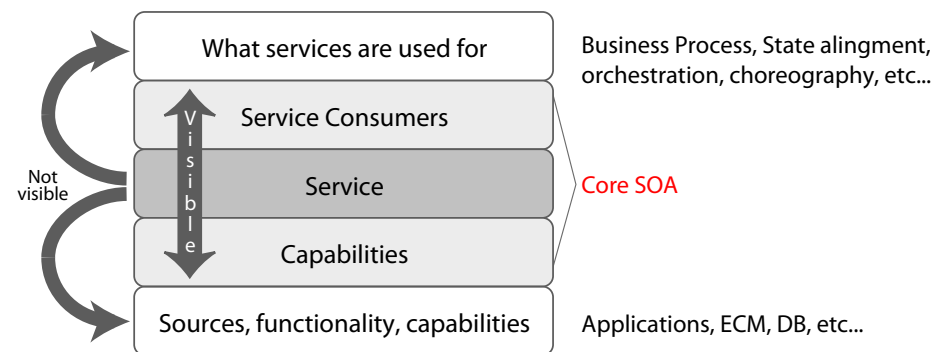 What services are used for
Business Process, State alingment,
orchestration, choreography, etc...
Service Consumers
Visible
Not
visible
Service
Core SOA
Capabilities
Sources, functionality, capabilities
Applications, ECM, DB, etc...